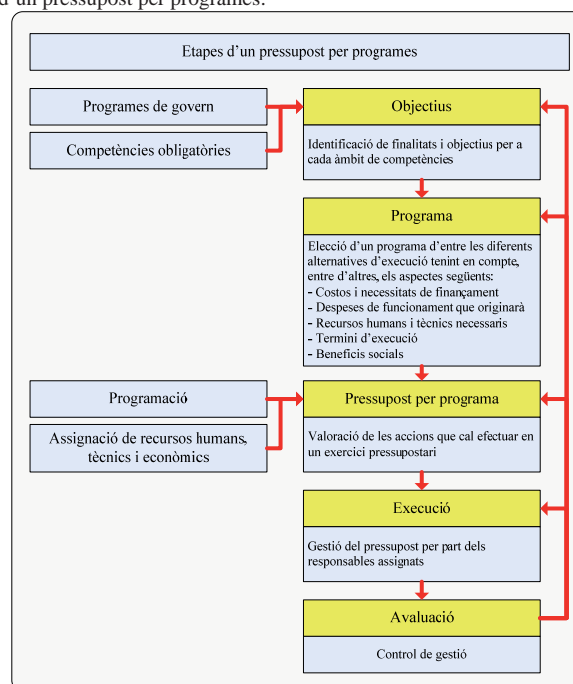 d'un pressupost per programes.
Etapes d'un pressupost per programes
Programes de govern
Competències obligatòries
Objectius
Identificació de finalitats i objectius per a
cada àmbit de competències
Programa
Elecció d'un programa d'entre les diferents
alternatives d'execució tenint en compte,
entre d'altres, els aspectes següents:
- Costos i necessitats de finançament
- Despeses de funcionament que originarà
- Recursos humans i tècnics necessaris
- Termini d'execució
- Beneficis socials
Programació
Assignació de recursos humans,
tècnics i econòmics
Pressupost per programa
Valoració de les accions que cal efectuar en
un exercici pressupostari
Execució
Gestió del pressupost per part dels
responsables assignats
Avaluació
Control de gestió